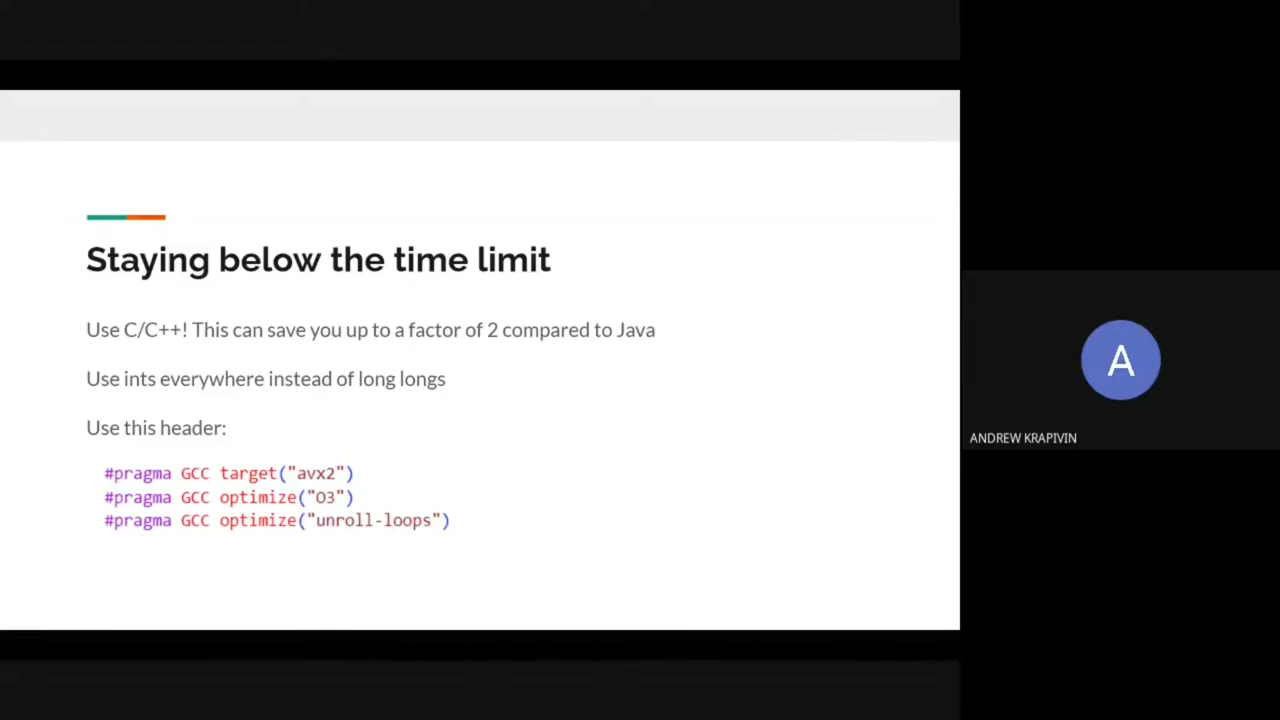 Staying below the time limit
Use C/C++! This can save you up to a factor of 2 compared to Java
Use ints everywhere instead of long longs
Use this header:
#pragma GCC target("avx2")
#pragma GCC optimize("O3")
#pragma GCC optimize("unroll-loops")
A
ANDREW KRAPIVIN